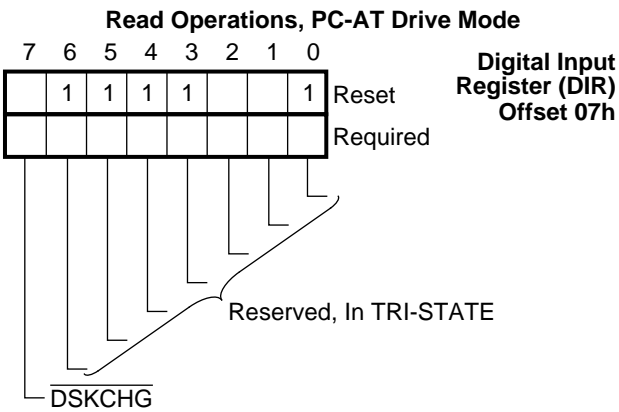 Read Operations, PC-AT Drive Mode
7 6 5 4 3 2 1 0
Digital Input
Register (DIR)
Offset 07h
1 1 1 1 1 Reset
Required
Reserved, In TRI-STATE
DSKCHG